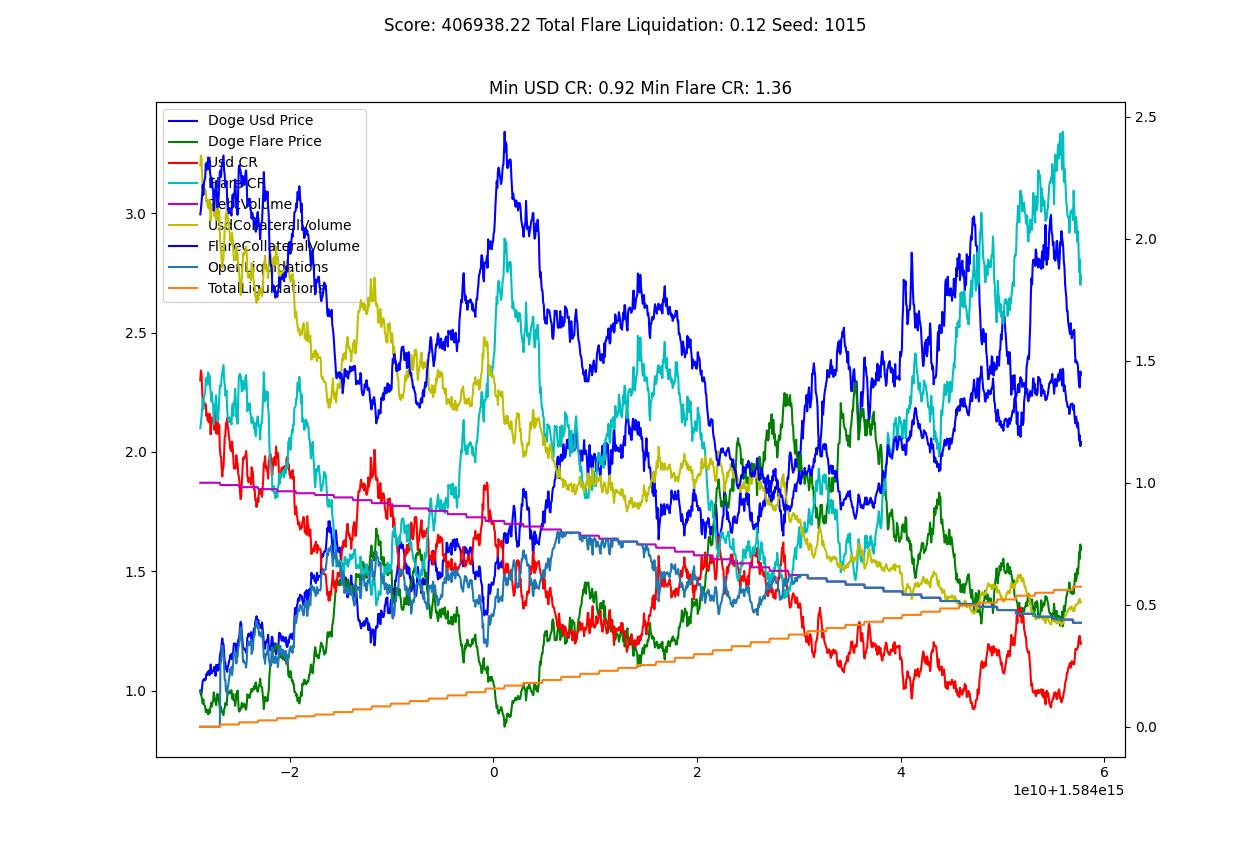 Score: 406938.22 Total Flare Liquidation: 0.12 Seed: 1015
Min USD CR: 0.92 Min Flare CR: 1.36
Doge Usd Price
Doge Flare Price
Usd CR
Flare CR
DebtVolume
UsdCollateralVolume
FlareCollateralVolume
OpenLiquidations
TotalLiquidations
3.0
2.5
2.0
1.5
1.0
2.5
2.0
1.5
1.0
0.5
0.0
−2
0
2
4
6
1e10+1.584e15